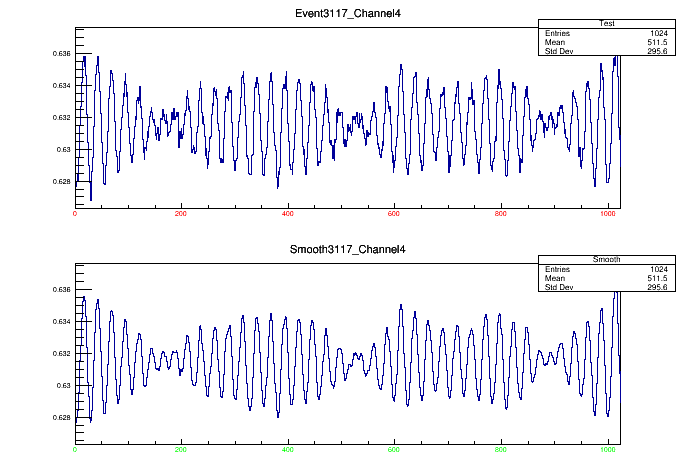 Event3117_Channel4
Test
Entries 1024
Mean 511.5
Std Dev 295.6
0.636
0.634
0.632
0.63
0.628
0 200 400 600 800 1000
Smooth3117_Channel4
Smooth
Entries 1024
Mean 511.5
Std Dev 295.6
0.636
0.634
0.632
0.63
0.628
0 200 400 600 800 1000